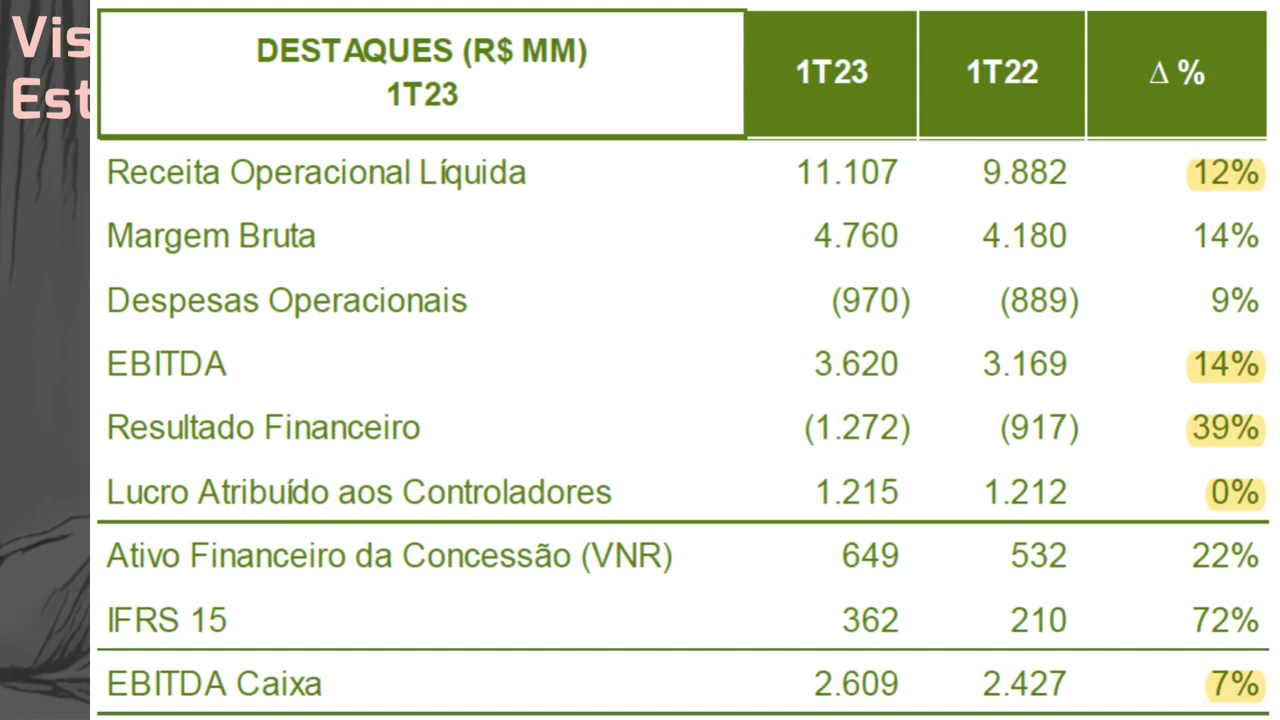 Vis
Est
DESTAQUES (R$ MM)
1T23
1T23 1T22 Δ %
Receita Operacional Líquida 11.107 9.882 12%
Margem Bruta 4.760 4.180 14%
Despesas Operacionais (970) (889) 9%
EBITDA 3.620 3.169 14%
Resultado Financeiro (1.272) (917) 39%
Lucro Atribuído aos Controladores 1.215 1.212 0%
Ativo Financeiro da Concessão (VNR) 649 532 22%
IFRS 15 362 210 72%
EBITDA Caixa 2.609 2.427 7%